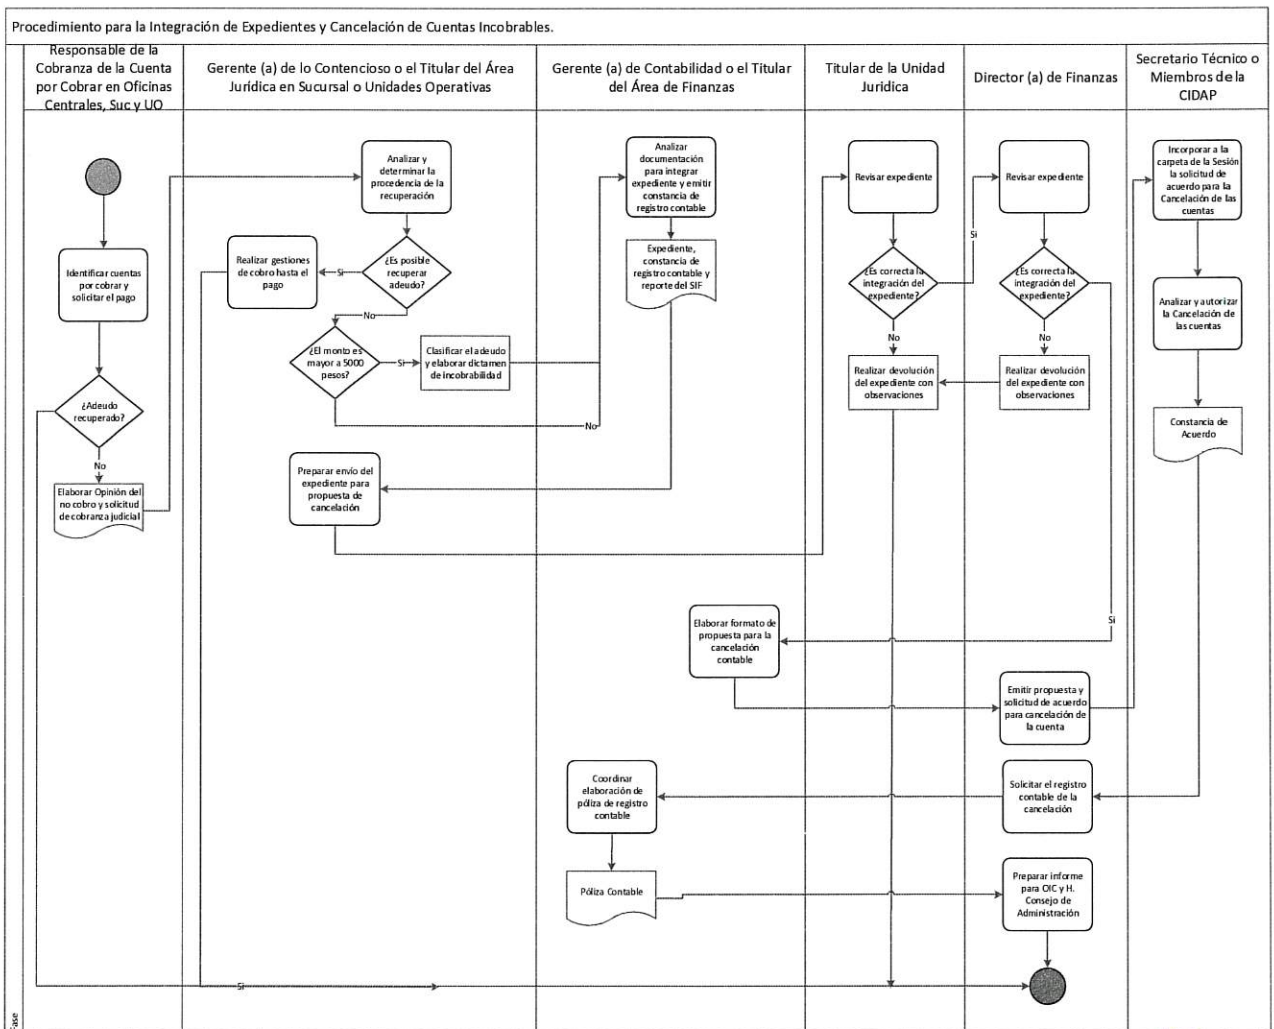 Procedimiento para la Integración de Expedientes y Cancelación de Cuentas Incobrables.
Responsable de la
Cobranza de la Cuenta
por Cobrar en Oficinas
Centrales, Suc y UO
Gerente (a) de lo Contencioso o el Titular del Área
Jurídica en Sucursal o Unidades Operativas
Gerente (a) de Contabilidad o el Titular
del Área de Finanzas
Titular de la Unidad
Juridica
Director (a) de Finanzas
Secretario Técnico o
Miembros de la
CIDAP
Identificar cuentas
por cobrar y
solicitar el pago
¿Adeudo
recuperado?
No
Elaborar Opinión del
no cobro y solicitud
de cobranza judicial
Analizar y
determinar la
procedencia de la
recuperación
¿Es posible
recuperar
adeudo?
Si
Realizar gestiones
de cobro hasta el
pago
No
¿El monto es
mayor a 5000
pesos?
Si
Clasificar el adeudo
y elaborar dictamen
de incobrabilidad
No
Analizar
documentación
para integrar
expediente y emitir
constancia de
registro contable
Expediente,
constancia de
registro contable y
reporte del SIF
Preparar envío del
expediente para
propuesta de
cancelación
Revisar expediente
¿Es correcta la
integración del
expediente?
Si
No
Realizar devolución
del expediente con
observaciones
Revisar expediente
¿Es correcta la
integración del
expediente?
No
Realizar devolución
del expediente con
observaciones
Si
Elaborar formato de
propuesta para la
cancelación
contable
Emitir propuesta y
solicitud de acuerdo
para cancelación de
la cuenta
Incorporar a la
carpeta de la Sesión
la solicitud de
acuerdo para la
Cancelación de las
cuentas
Analizar y autorizar
la Cancelación de
las cuentas
Constancia de
Acuerdo
Solicitar el registro
contable de la
cancelación
Coordinar
elaboración de
póliza de registro
contable
Póliza Contable
Preparar informe
para OIC y H.
Consejo de
Administración
Si